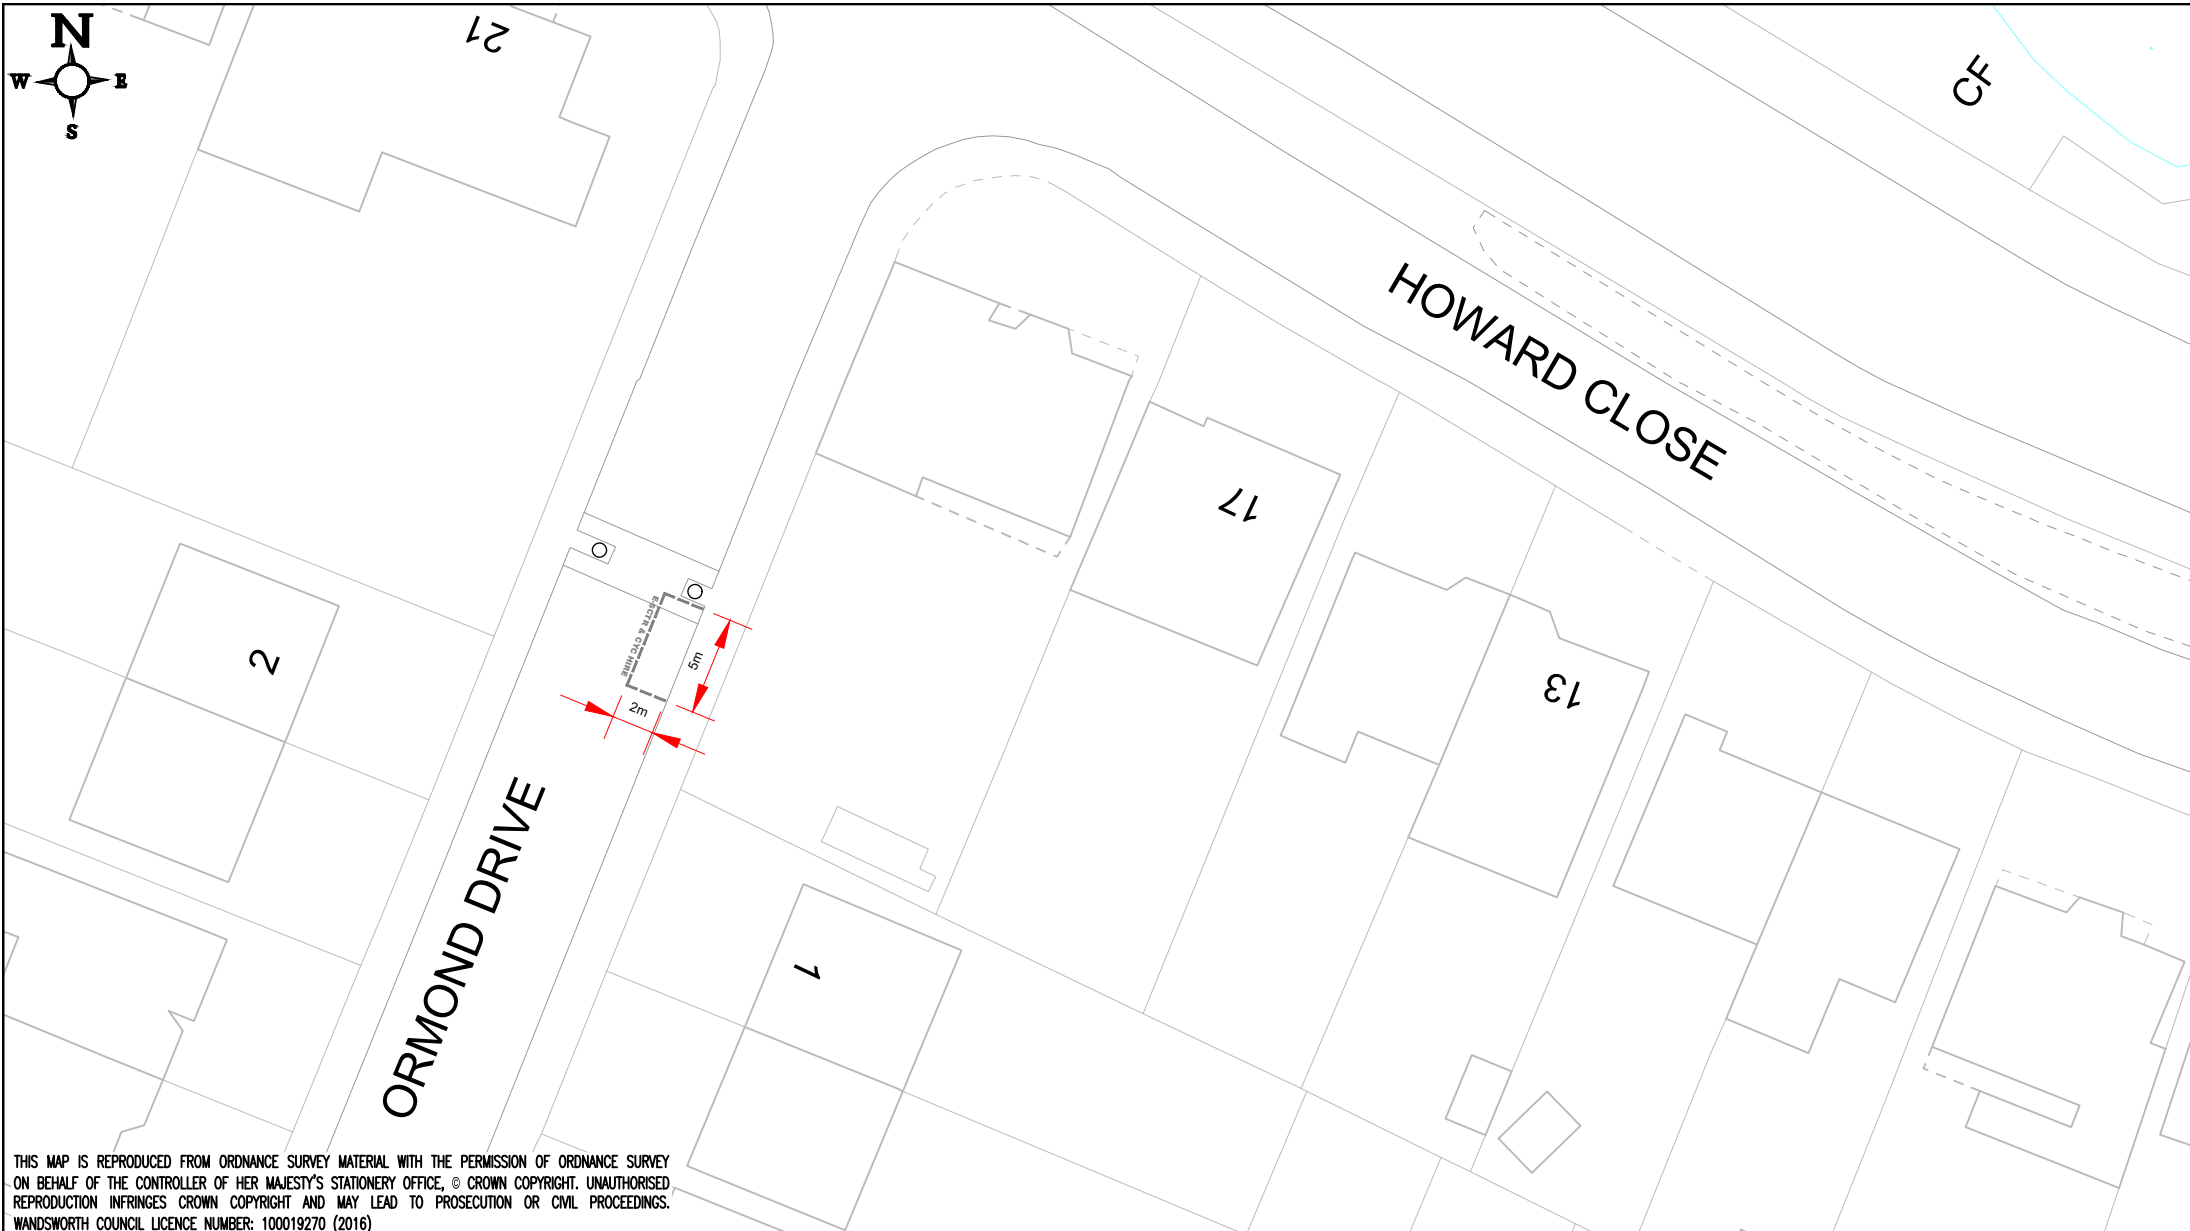 N
W E
S
21
CF
HOWARD CLOSE
17
2
E-SCTR & CYC HIRE
5m
2m
13
ORMOND DRIVE
1
THIS MAP IS REPRODUCED FROM ORDNANCE SURVEY MATERIAL WITH THE PERMISSION OF ORDNANCE SURVEY
ON BEHALF OF THE CONTROLLER OF HER MAJESTY'S STATIONERY OFFICE, © CROWN COPYRIGHT. UNAUTHORISED
REPRODUCTION INFRINGES CROWN COPYRIGHT AND MAY LEAD TO PROSECUTION OR CIVIL PROCEEDINGS.
WANDSWORTH COUNCIL LICENCE NUMBER: 100019270 (2016)